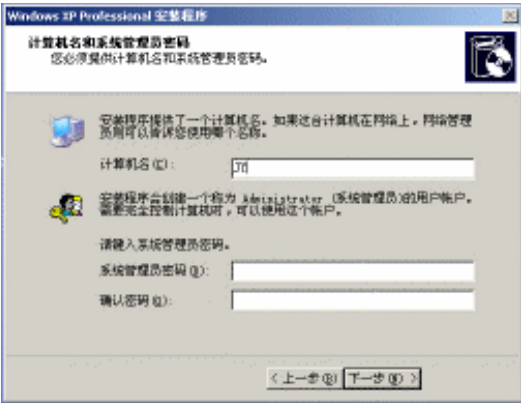 Windows XP Professional 安装程序
计算机名和系统管理员密码
您必须提供计算机名和系统管理员密码。
安装程序提供了一个计算机名。如果这台计算机在网络上，网络管理
员则可以告诉您使用哪个名称。
计算机名(C):
安装程序会创建一个称为 Administrator (系统管理员)的用户帐户。
需要完全控制计算机时，可以使用这个帐户。
请键入系统管理员密码。
系统管理员密码(D):
确认密码(O):
< 上一步(B)
下一步(N) >